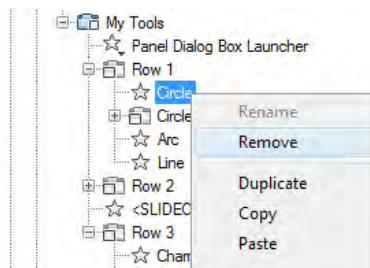 My Tools
Panel Dialog Box Launcher
Row 1
Circle
Circle
Arc
Line
Row 2
<SLIDEO
Row 3
Cham
Rename
Remove
Duplicate
Copy
Paste